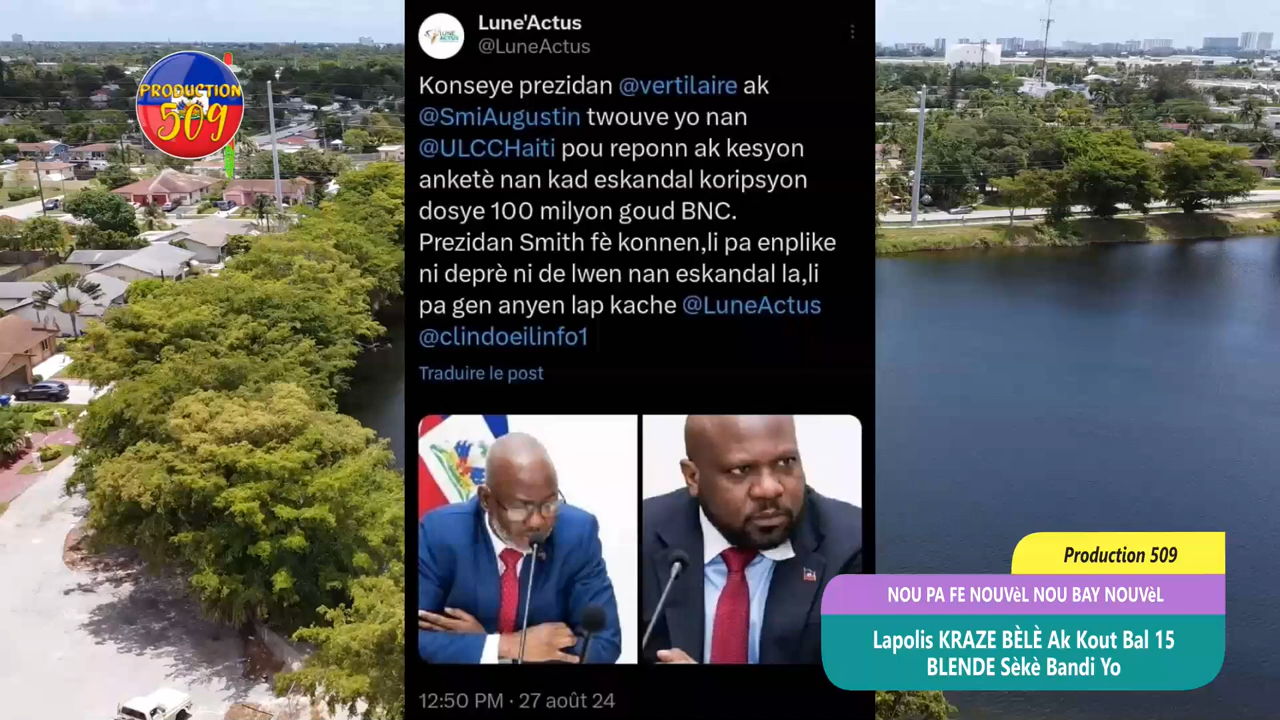 PRODUCTION
509
Lune'Actus
@LuneActus
Konseye prezidan @vertilaire ak
@SmiAugustin twouve yo nan
@ULCCHaiti pou reponn ak kesyon
anketè nan kad eskandal koripsyon
dosye 100 milyon goud BNC.
Prezidan Smith fè konnen,li pa enplike
ni deprè ni de lwen nan eskandal la,li
pa gen anyen lap kache @LuneActus
@clindoeilinfo1
Traduire le post
12:50 PM · 27 août 24
Production 509
NOU PA FE NOUVèL NOU BAY NOUVèL
Lapolis KRAZE BÈLÈ Ak Kout Bal 15
BLENDE Sèkè Bandi Yo